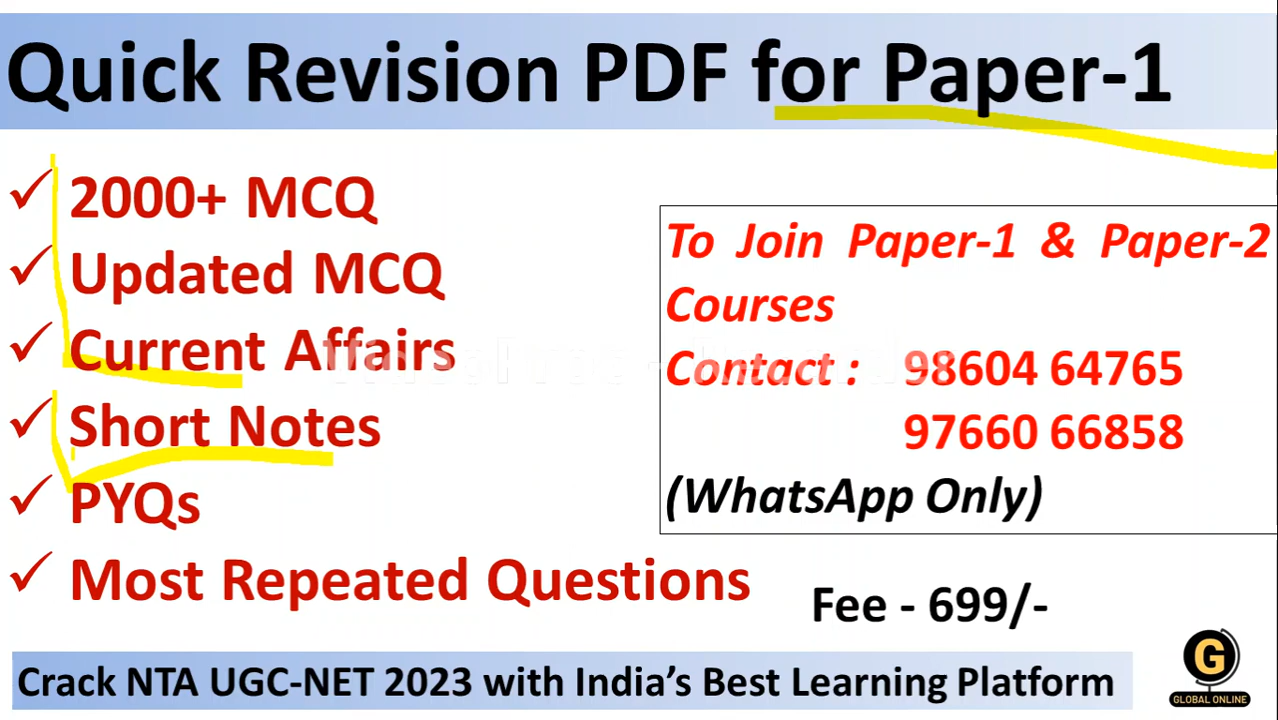 Quick Revision PDF for Paper-1
2000+ MCQ
Updated MCQ
Current Affairs
Short Notes
PYQs
Most Repeated Questions
To Join Paper-1 & Paper-2
Courses
Contact : 98604 64765
97660 66858
(WhatsApp Only)
Fee - 699/-
Crack NTA UGC-NET 2023 with India's Best Learning Platform
G
GLOBAL ONLINE